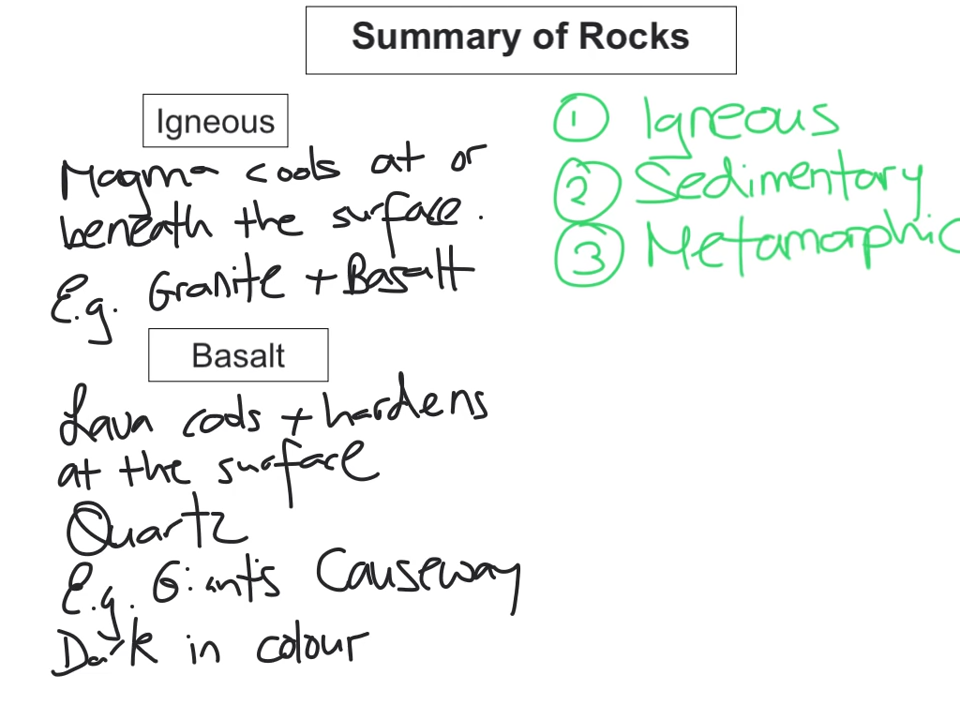 Summary of Rocks
Igneous
Magma cools at or
beneath the surface.
E.g. Granite + Basalt
Basalt
Lava cools + hardens
at the surface
Quartz
E.g. Giant's Causeway
Dark in colour
① Igneous
② Sedimentary
③ Metamorphic